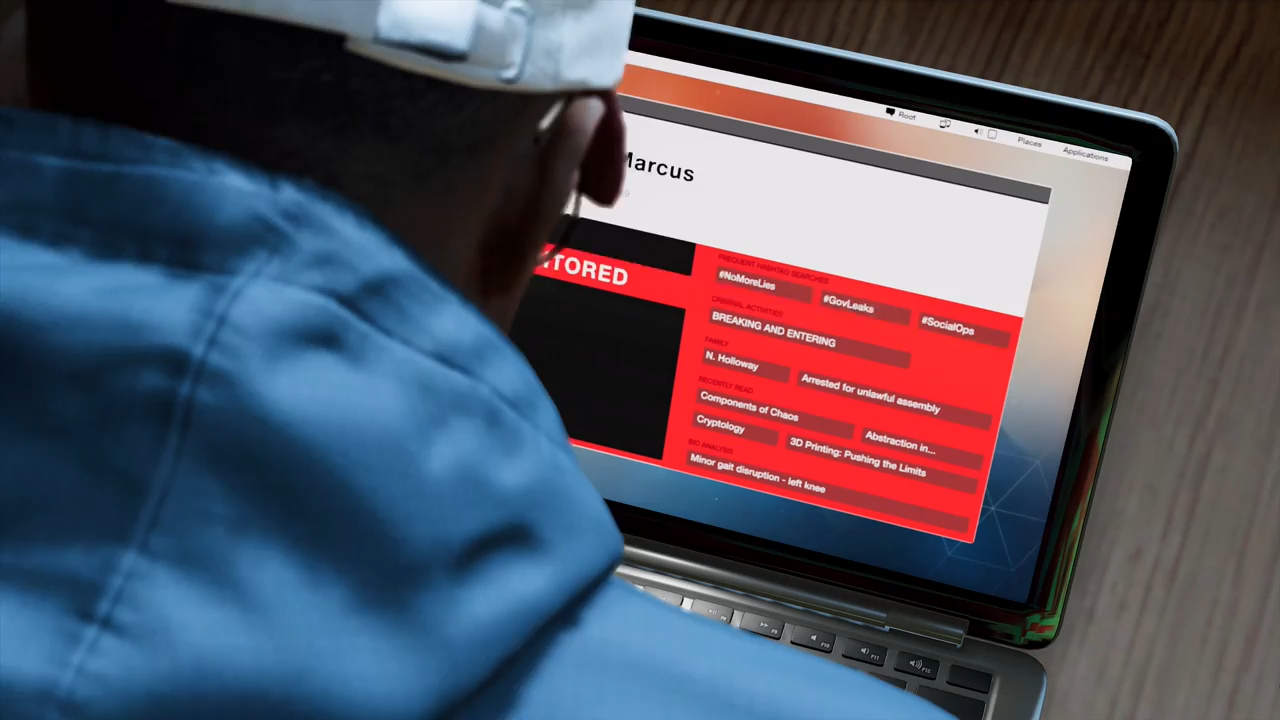 Root
Places
Applications
Marcus
ITORED
FREQUENT HASHTAG SEARCHES
#NoMoreLies
#GovLeaks
#SocialOps
CRIMINAL ACTIVITIES
BREAKING AND ENTERING
FAMILY
N. Holloway
Arrested for unlawful assembly
RECENTLY READ
Components of Chaos
Abstraction in...
Cryptology
3D Printing: Pushing the Limits
BIO ANALYSIS
Minor gait disruption - left knee